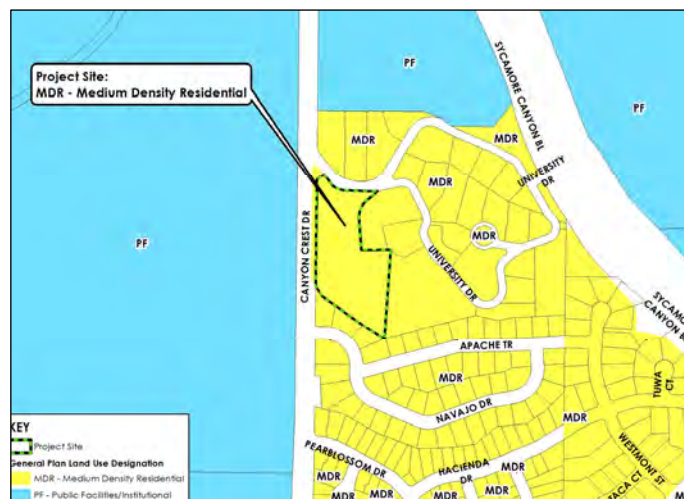 Project Site:
MDR - Medium Density Residential
PF
PF
PF
SYCAMORE CANYON BL
MDR
MDR
MDR
UNIVERSITY
DR
MDR
CANYON CREST DR
UNIVERSITY DR
SYCAMORE
CANYON BL
APACHE TR
MDR
NAVAJO DR
TUWA
CT
MDR
PEARBLOSSOM DR
HACIENDA
DR
WESTMONT ST
MDR
MDR
MDR
MDR
KEY
Project Site
General Plan Land Use Designation
MDR - Medium Density Residential
PF - Public Facilities/Institutional